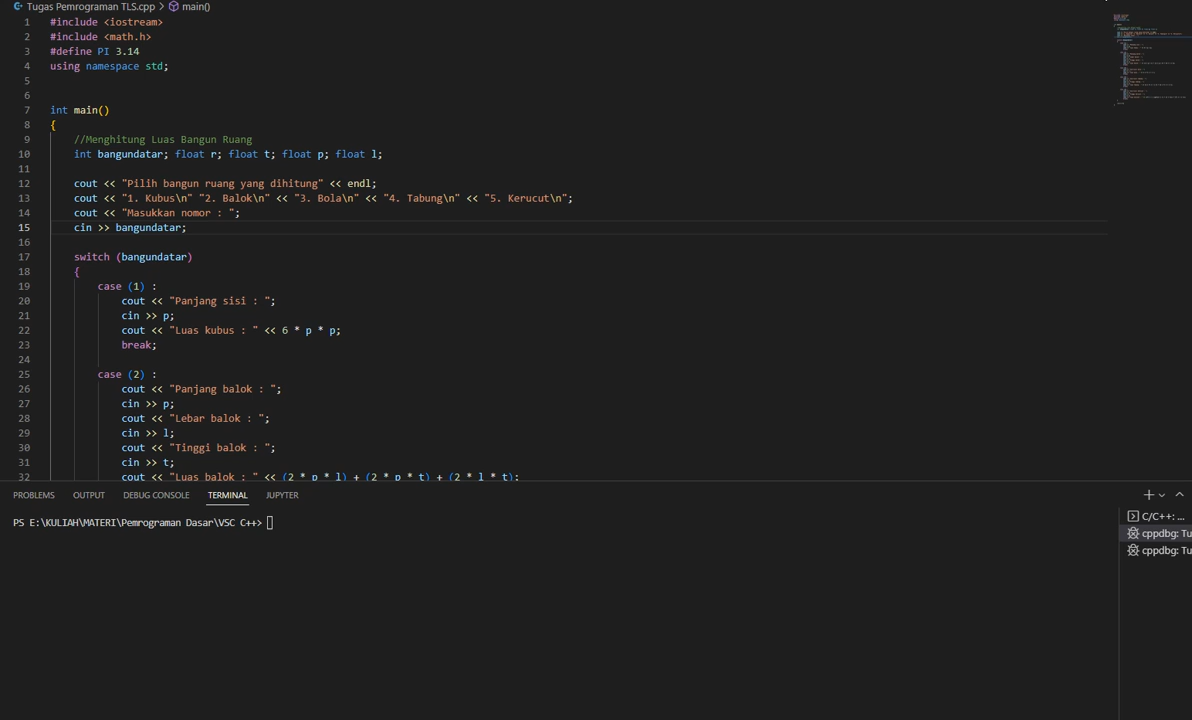 Tugas Pemrograman TLS.cpp > main()
1 #include <iostream>
2 #include <math.h>
3 #define PI 3.14
4 using namespace std;
5
6
7 int main()
8 {
9 //Menghitung Luas Bangun Ruang
10 int bangundatar; float r; float t; float p; float l;
11
12 cout << "Pilih bangun ruang yang dihitung" << endl;
13 cout << "1. Kubus\n" "2. Balok\n" << "3. Bola\n" << "4. Tabung\n" << "5. Kerucut\n";
14 cout << "Masukkan nomor : ";
15 cin >> bangundatar;
16
17 switch (bangundatar)
18 {
19 case (1) :
20 cout << "Panjang sisi : ";
21 cin >> p;
22 cout << "Luas kubus : " << 6 * p * p;
23 break;
24
25 case (2) :
26 cout << "Panjang balok : ";
27 cin >> p;
28 cout << "Lebar balok : ";
29 cin >> l;
30 cout << "Tinggi balok : ";
31 cin >> t;
32 cout << "Luas balok : " << (2 * p * l) + (2 * p * t) + (2 * l * t);
PROBLEMS OUTPUT DEBUG CONSOLE TERMINAL JUPYTER
PS E:\KULIAH\MATERI\Pemrograman Dasar\VSC C++>
C/C++: ...
cppdbg: Tu
cppdbg: Tu